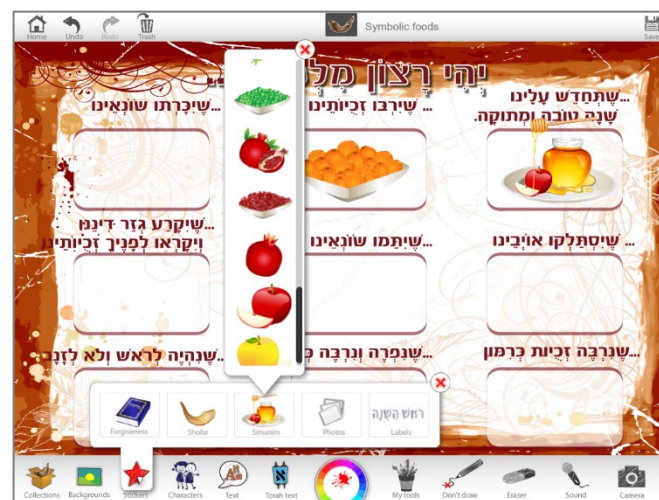 Home Undo Redo Trash Symbolic foods Save
יְהִי רָצוֹן
...שֶׁתְּחַדֵּשׁ עָלֵינוּ
שָׁנָה טוֹבָה וּמְתוּקָה.
...שֶׁיִּרְבּוּ זְכֻיּוֹתֵינוּ
...שֶׁיִּכָּרְתוּ שׂוֹנְאֵינוּ
... שֶׁיִּסְתַּלְּקוּ אוֹיְבֵינוּ
...שֶׁיִּתַּמּוּ שׂוֹנְאֵינוּ
...שֶׁיִּקְרַע גְּזַר דִּינֵנוּ
וְיִקָּרְאוּ לְפָנֶיךָ זְכֻיּוֹתֵינוּ
...שֶׁנִּרְבֶּה זְכֻיּוֹת כְּרִמּוֹן
...שֶׁנִּפְרֶה וְנִרְבֶּה
...שֶׁנִּהְיֶה לְרֹאשׁ וְלֹא לְזָנָב
Forgiveness Shofar Simanim Photos Labels
רֹאשׁ הַשָּׁנָה
Collections Backgrounds Stickers Characters Text Torah text My tools Don't draw Eraser Sound Camera